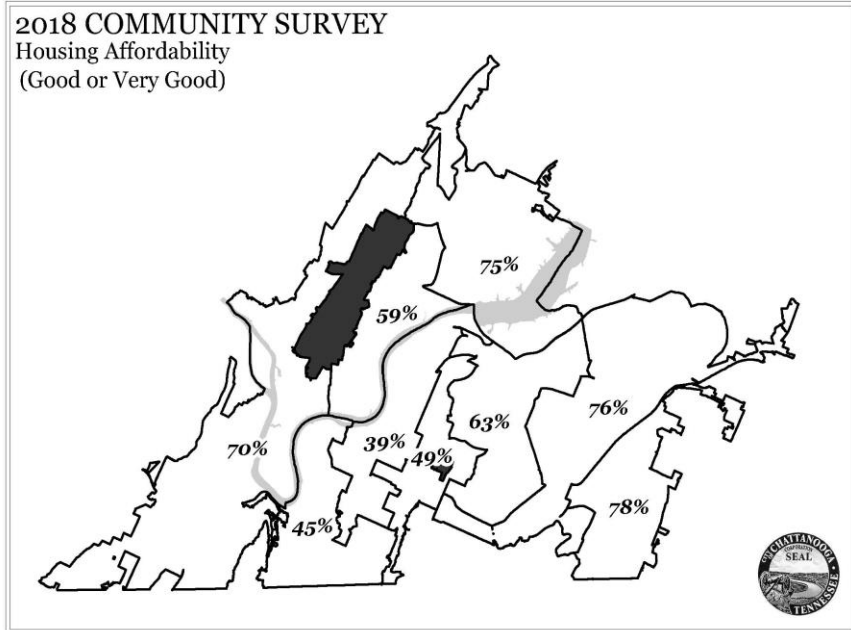 2018 COMMUNITY SURVEY
Housing Affordability
(Good or Very Good)
75%
59%
76%
63%
39%
70%
49%
78%
45%
CHATTANOOGA
CORPORATION
SEAL
TENNESSEE